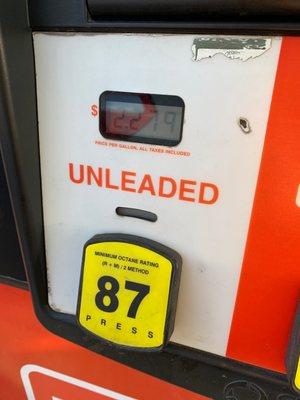 $ 2.219
PRICE PER GALLON, ALL TAXES INCLUDED
UNLEADED
MINIMUM OCTANE RATING
(R + M) / 2 METHOD
87
PRESS